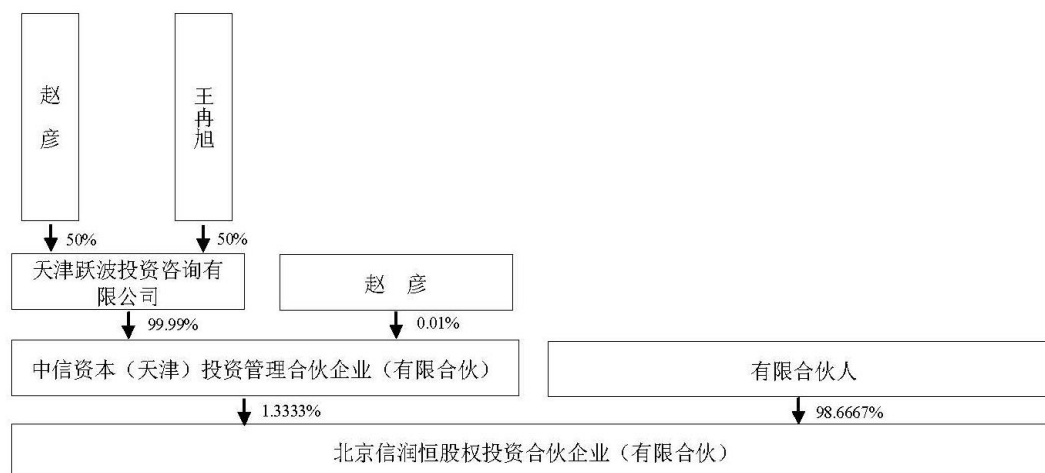 赵彦
王冉旭
50%
50%
天津跃波投资咨询有
限公司
赵 彦
99.99%
0.01%
中信资本（天津）投资管理合伙企业（有限合伙）
有限合伙人
1.3333%
98.6667%
北京信润恒股权投资合伙企业（有限合伙）